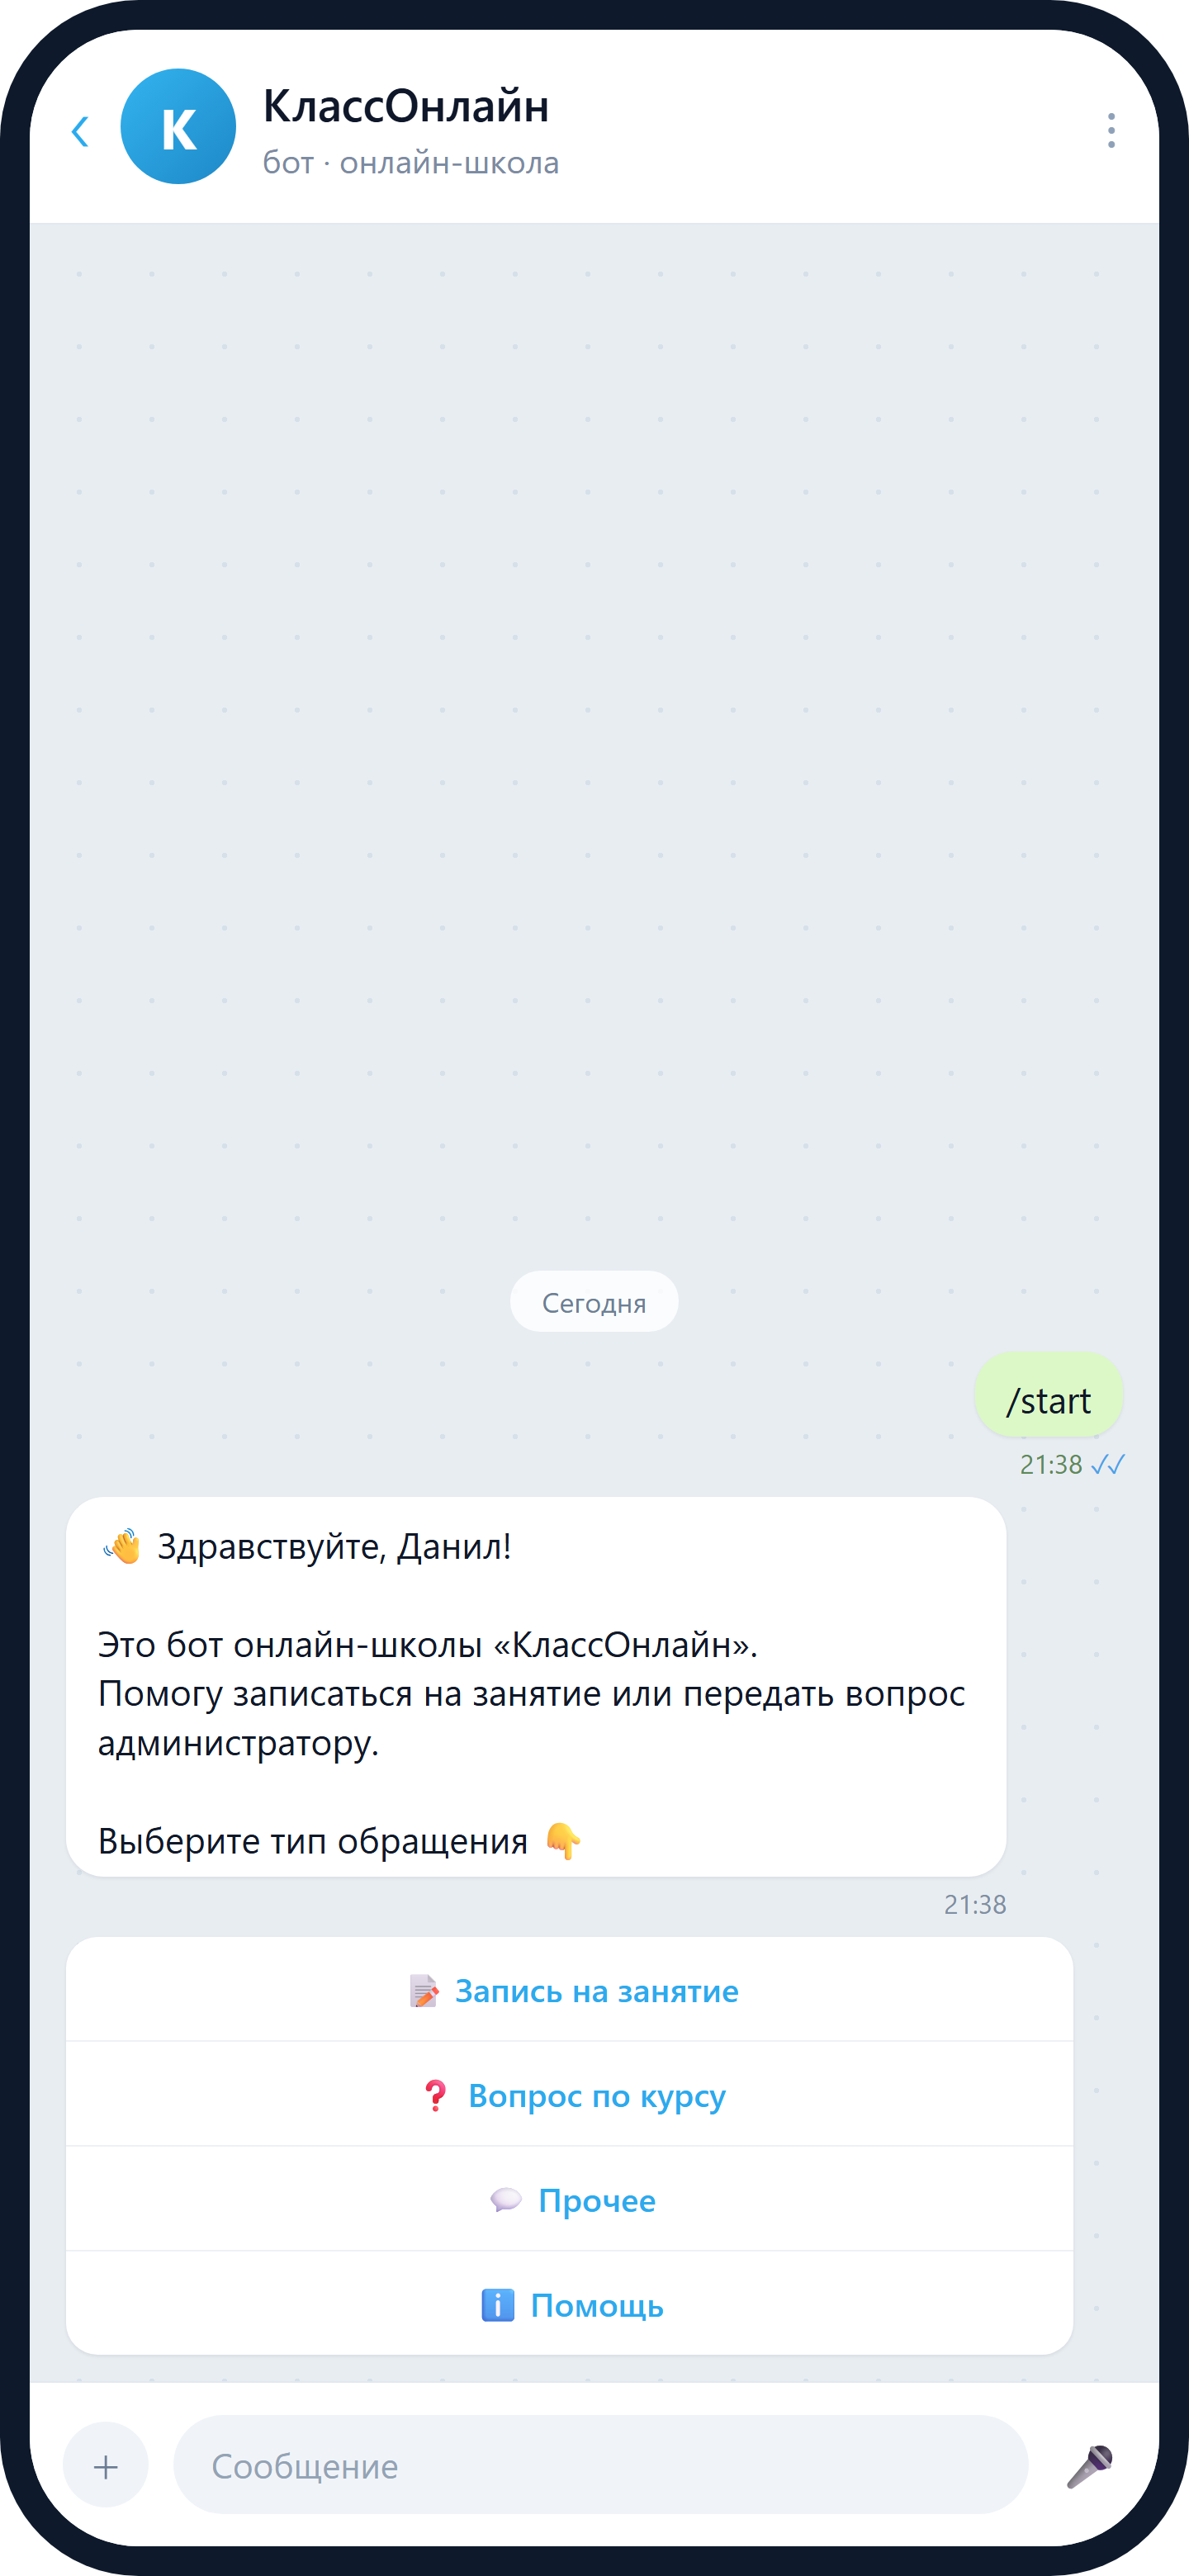 К
КлассОнлайн
бот · онлайн-школа
Сегодня
/start
21:38 ✓✓
👋 Здравствуйте, Данил!
Это бот онлайн-школы «КлассОнлайн».
Помогу записаться на занятие или передать вопрос
администратору.
Выберите тип обращения 👇
21:38
📝 Запись на занятие
❓ Вопрос по курсу
💬 Прочее
ℹ️ Помощь
Сообщение